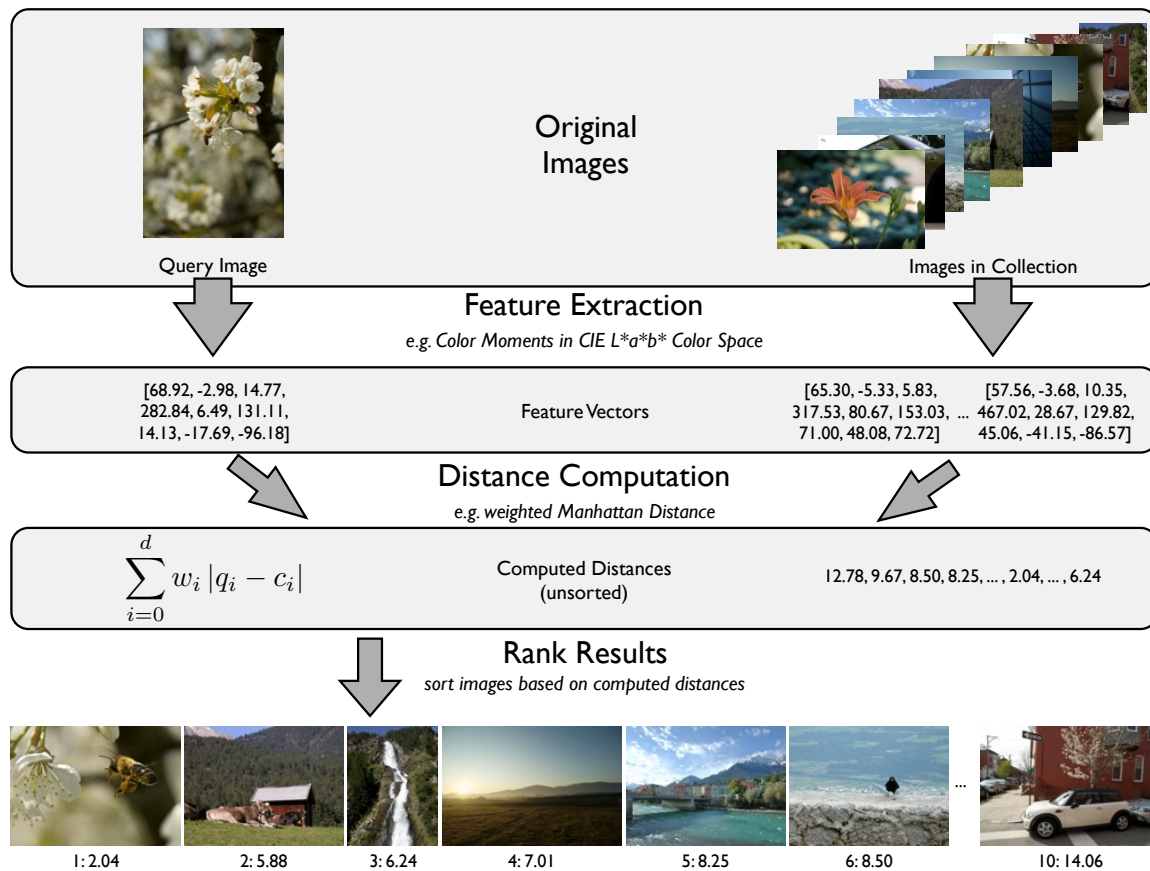 Original
Images
Query Image
Images in Collection
Feature Extraction
e.g. Color Moments in CIE L*a*b* Color Space
[68.92, -2.98, 14.77,
282.84, 6.49, 131.11,
14.13, -17.69, -96.18]
Feature Vectors
[65.30, -5.33, 5.83,
317.53, 80.67, 153.03,
71.00, 48.08, 72.72]
...
[57.56, -3.68, 10.35,
467.02, 28.67, 129.82,
45.06, -41.15, -86.57]
Distance Computation
e.g. weighted Manhattan Distance
d
∑ w_i |q_i − c_i|
i=0
Computed Distances
(unsorted)
12.78, 9.67, 8.50, 8.25, ... , 2.04, ... , 6.24
Rank Results
sort images based on computed distances
...
1: 2.04
2: 5.88
3: 6.24
4: 7.01
5: 8.25
6: 8.50
10: 14.06